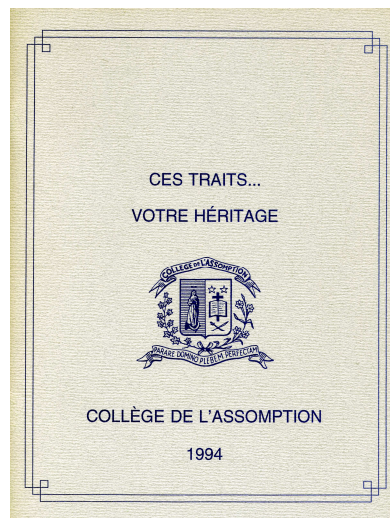 CES TRAITS...
VOTRE HÉRITAGE
COLLÈGE DE L'ASSOMPTION
PARARE DOMINO PLEBEM PERFECTAM
COLLÈGE DE L'ASSOMPTION
1994